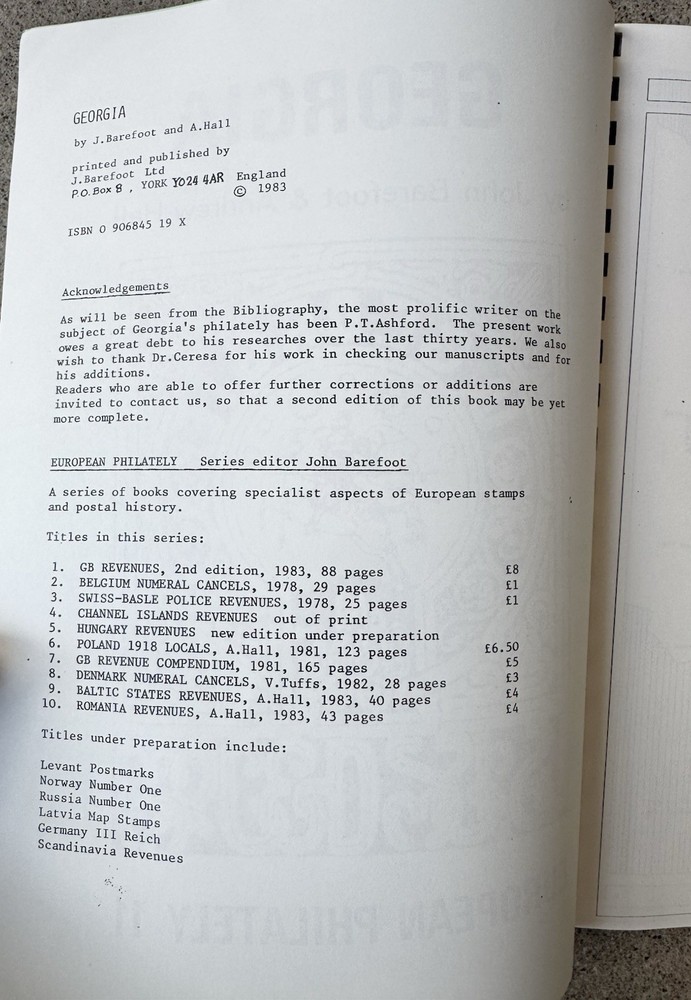 GEORGIA
by J.Barefoot and A.Hall
printed and published by
J.Barefoot Ltd
P.O.Box 8 , YORK YO24 4AR England
© 1983
ISBN 0 906845 19 X
Acknowledgements
As will be seen from the Bibliography, the most prolific writer on the
subject of Georgia's philately has been P.T.Ashford. The present work
owes a great debt to his researches over the last thirty years. We also
wish to thank Dr.Ceresa for his work in checking our manuscripts and for
his additions.
Readers who are able to offer further corrections or additions are
invited to contact us, so that a second edition of this book may be yet
more complete.
EUROPEAN PHILATELY Series editor John Barefoot
A series of books covering specialist aspects of European stamps
and postal history.
Titles in this series:
1. GB REVENUES, 2nd edition, 1983, 88 pages £8
2. BELGIUM NUMERAL CANCELS, 1978, 29 pages £1
3. SWISS-BASLE POLICE REVENUES, 1978, 25 pages £1
4. CHANNEL ISLANDS REVENUES out of print
5. HUNGARY REVENUES new edition under preparation
6. POLAND 1918 LOCALS, A.Hall, 1981, 123 pages £6.50
7. GB REVENUE COMPENDIUM, 1981, 165 pages £5
8. DENMARK NUMERAL CANCELS, V.Tuffs, 1982, 28 pages £3
9. BALTIC STATES REVENUES, A.Hall, 1983, 40 pages £4
10. ROMANIA REVENUES, A.Hall, 1983, 43 pages £4
Titles under preparation include:
Levant Postmarks
Norway Number One
Russia Number One
Latvia Map Stamps
Germany III Reich
Scandinavia Revenues